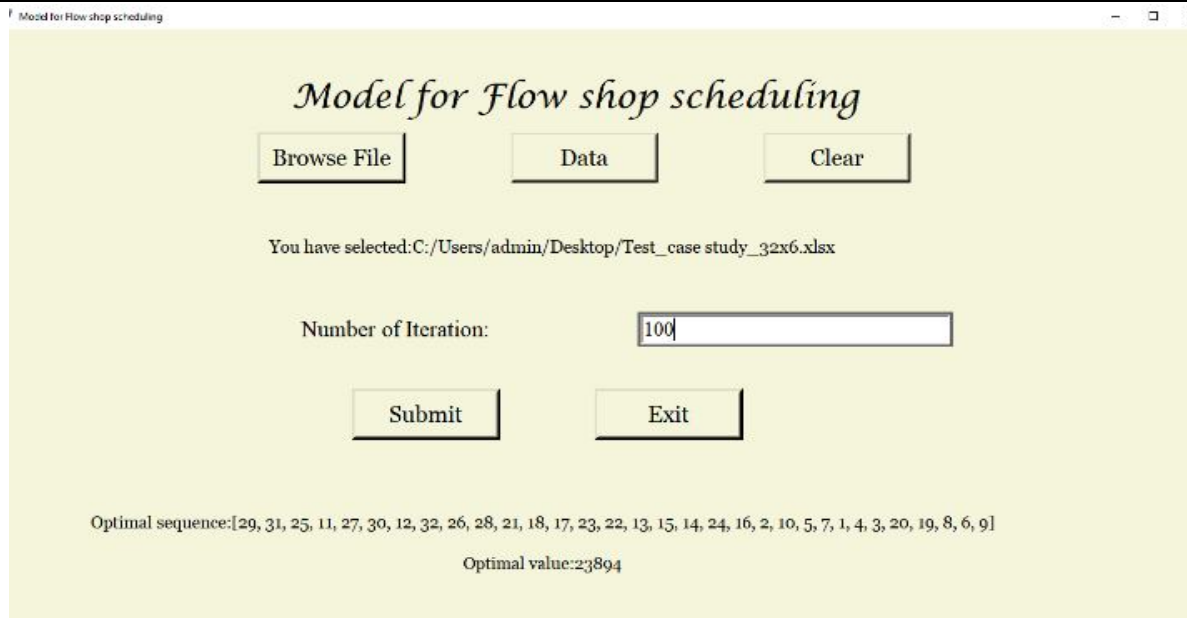 Model for Flow shop scheduling
Model for Flow shop scheduling
Browse File Data Clear
You have selected:C:/Users/admin/Desktop/Test_case study_32x6.xlsx
Number of Iteration: 100
Submit Exit
Optimal sequence:[29, 31, 25, 11, 27, 30, 12, 32, 26, 28, 21, 18, 17, 23, 22, 13, 15, 14, 24, 16, 2, 10, 5, 7, 1, 4, 3, 20, 19, 8, 6, 9]
Optimal value:23894